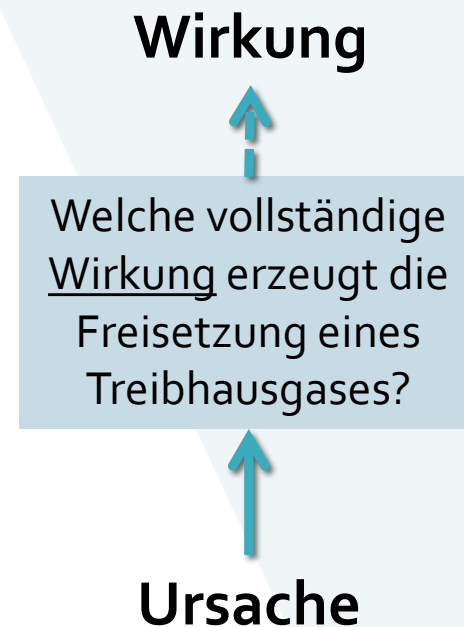 Wirkung
Welche vollständige
Wirkung erzeugt die
Freisetzung eines
Treibhausgases?
Ursache